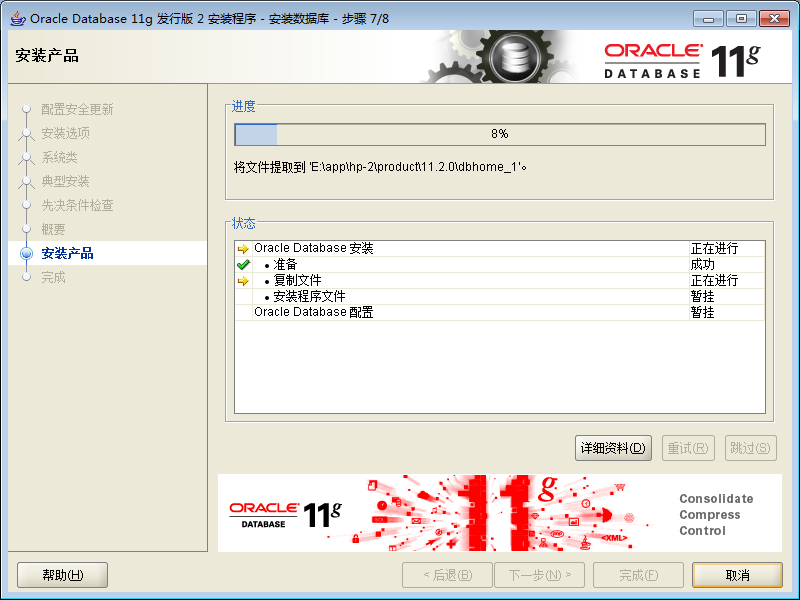 Oracle Database 11g 发行版 2 安装程序 - 安装数据库 - 步骤 7/8
安装产品
ORACLE®
DATABASE 11g
配置安全更新
安装选项
系统类
典型安装
先决条件检查
概要
安装产品
完成
进度
8%
将文件提取到 'E:\app\hp-2\product\11.2.0\dbhome_1'。
状态
Oracle Database 安装 正在进行
• 准备 成功
• 复制文件 正在进行
• 安装程序文件 暂挂
Oracle Database 配置 暂挂
详细资料(D) 重试(R) 跳过(S)
ORACLE®
DATABASE 11g
11g
<XML>
Consolidate
Compress
Control
帮助(H) < 后退(B) 下一步(N) > 完成(F) 取消